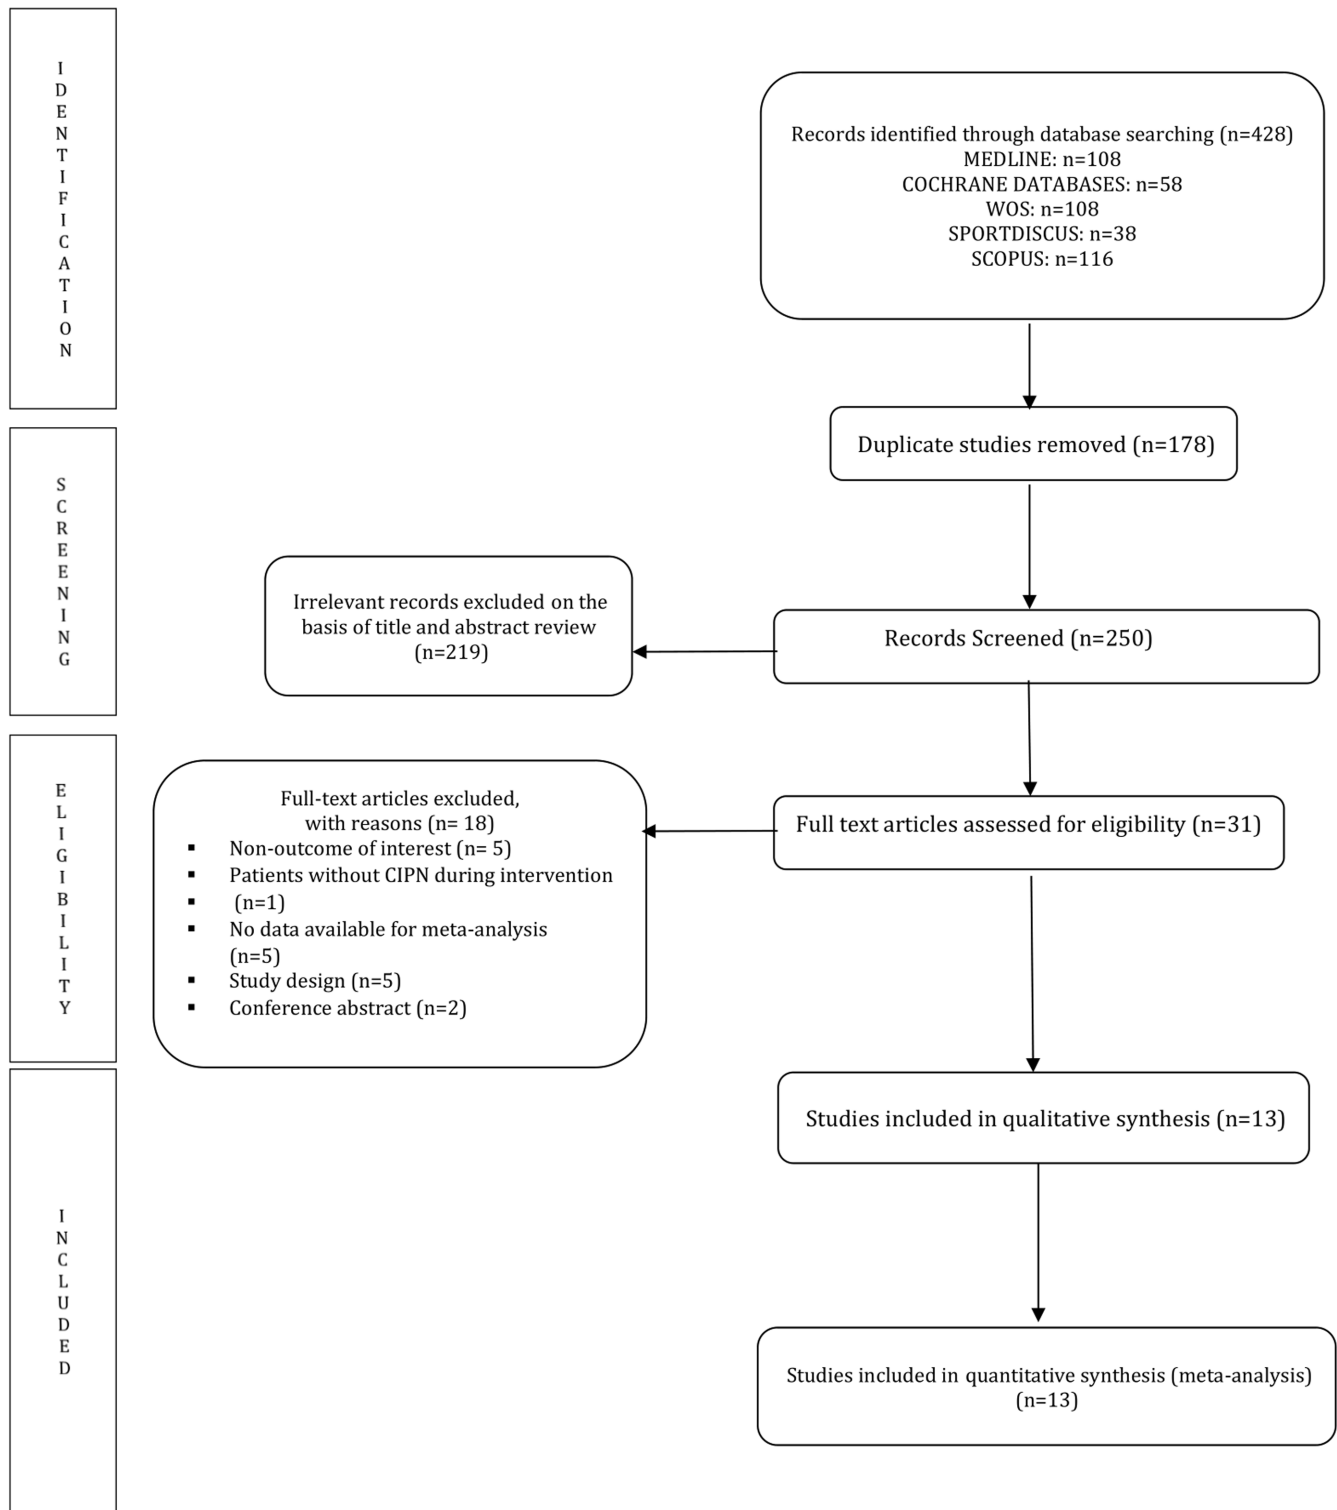 IDENTIFICATION
Records identified through database searching (n=428)
MEDLINE: n=108
COCHRANE DATABASES: n=58
WOS: n=108
SPORTDISCUS: n=38
SCOPUS: n=116
SCREENING
Duplicate studies removed (n=178)
Irrelevant records excluded on the
basis of title and abstract review
(n=219)
Records Screened (n=250)
ELIGIBILITY
Full-text articles excluded,
with reasons (n= 18)
▪ Non-outcome of interest (n= 5)
▪ Patients without CIPN during intervention
▪ (n=1)
▪ No data available for meta-analysis
(n=5)
▪ Study design (n=5)
▪ Conference abstract (n=2)
Full text articles assessed for eligibility (n=31)
INCLUDED
Studies included in qualitative synthesis (n=13)
Studies included in quantitative synthesis (meta-analysis)
(n=13)